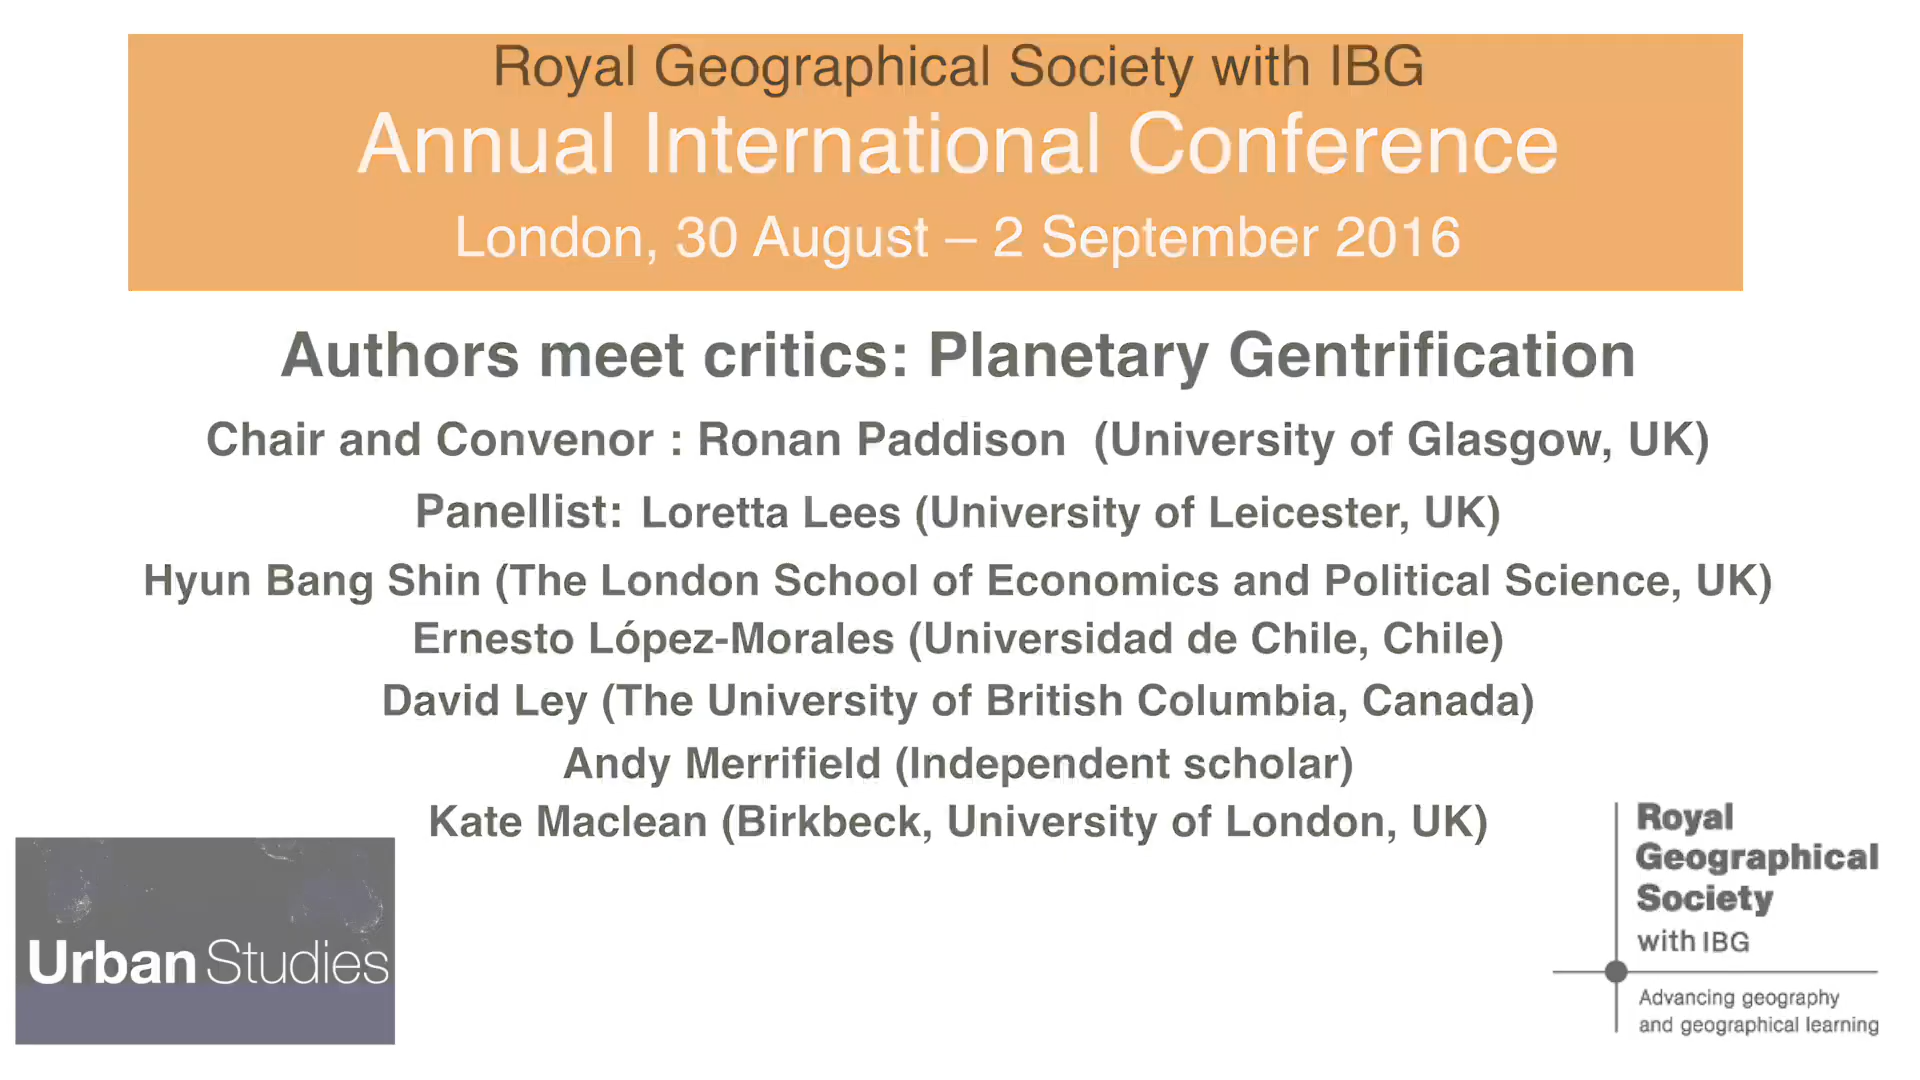 Royal Geographical Society with IBG
Annual International Conference
London, 30 August – 2 September 2016
Authors meet critics: Planetary Gentrification
Chair and Convenor : Ronan Paddison (University of Glasgow, UK)
Panellist: Loretta Lees (University of Leicester, UK)
Hyun Bang Shin (The London School of Economics and Political Science, UK)
Ernesto López-Morales (Universidad de Chile, Chile)
David Ley (The University of British Columbia, Canada)
Andy Merrifield (Independent scholar)
Kate Maclean (Birkbeck, University of London, UK)
Urban Studies
Royal
Geographical
Society
with IBG
Advancing geography
and geographical learning